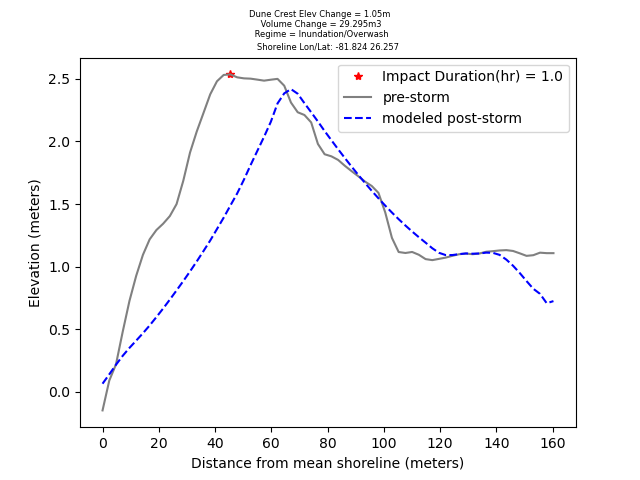 Dune Crest Elev Change = 1.05m
Volume Change = 29.295m3
Regime = Inundation/Overwash
Shoreline Lon/Lat: -81.824 26.257
Impact Duration(hr) = 1.0
pre-storm
modeled post-storm
2.5
2.0
1.5
1.0
0.5
0.0
Elevation (meters)
0 20 40 60 80 100 120 140 160
Distance from mean shoreline (meters)